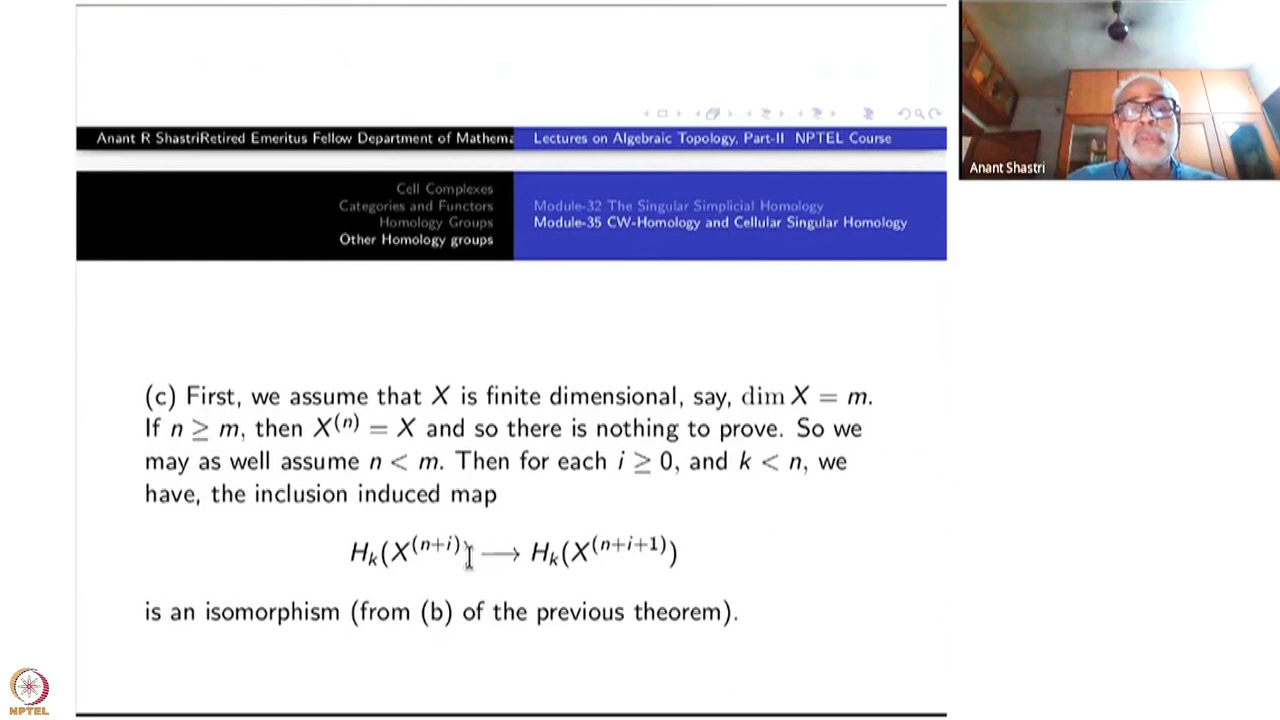 Anant R ShastriRetired Emeritus Fellow Department of Mathema
Lectures on Algebraic Topology, Part-II NPTEL Course
Cell Complexes
Categories and Functors
Homology Groups
Other Homology groups
Module-32 The Singular Simplicial Homology
Module-35 CW-Homology and Cellular Singular Homology
Anant Shastri
(c) First, we assume that X is finite dimensional, say, dim X = m.
If n ≥ m, then X^(n) = X and so there is nothing to prove. So we
may as well assume n < m. Then for each i ≥ 0, and k < n, we
have, the inclusion induced map
H_k(X^(n+i)) ⟶ H_k(X^(n+i+1))
is an isomorphism (from (b) of the previous theorem).
NPTEL